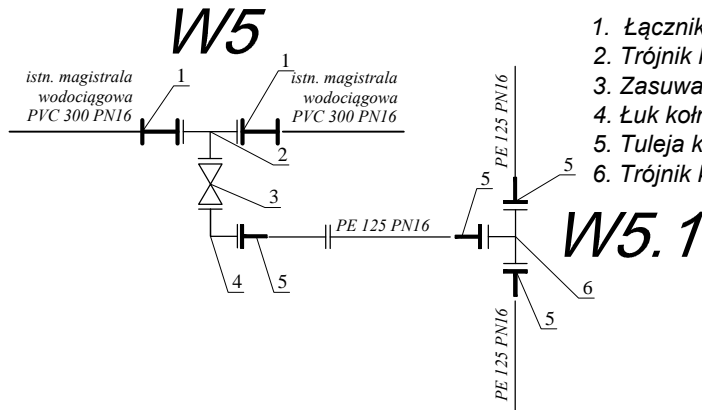 W5
istn. magistrala
wodociągowa
PVC 300 PN16
1
1
istn. magistrala
wodociągowa
PVC 300 PN16
2
3
4
5
PE 125 PN16
5
PE 125 PN16
5
W5.1
6
5
PE 125 PN16
1. Łącznik
2. Trójnik
3. Zasuwa
4. Łuk
5. Tuleja
6. Trójnik